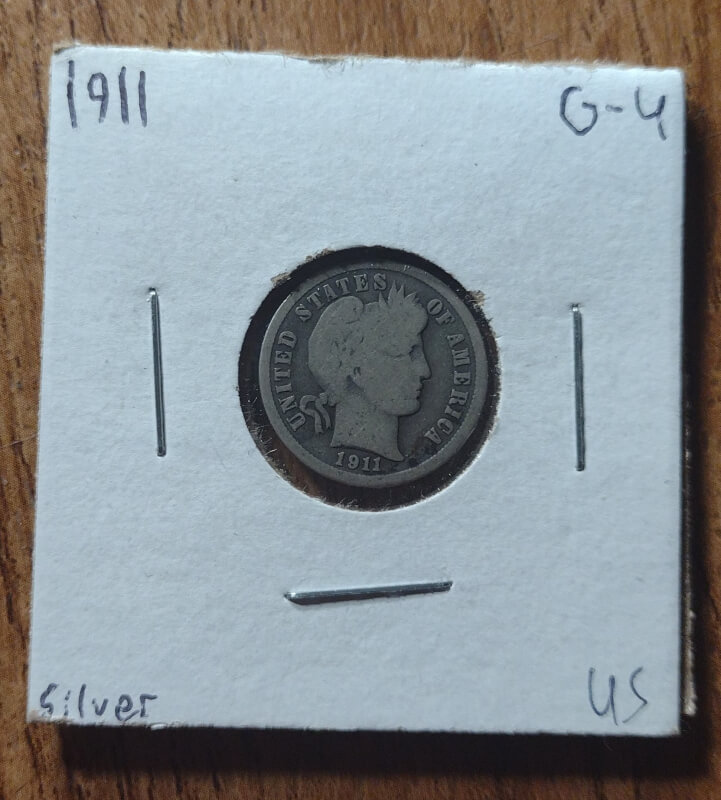 1911
G-4
UNITED STATES OF AMERICA
1911
silver
US